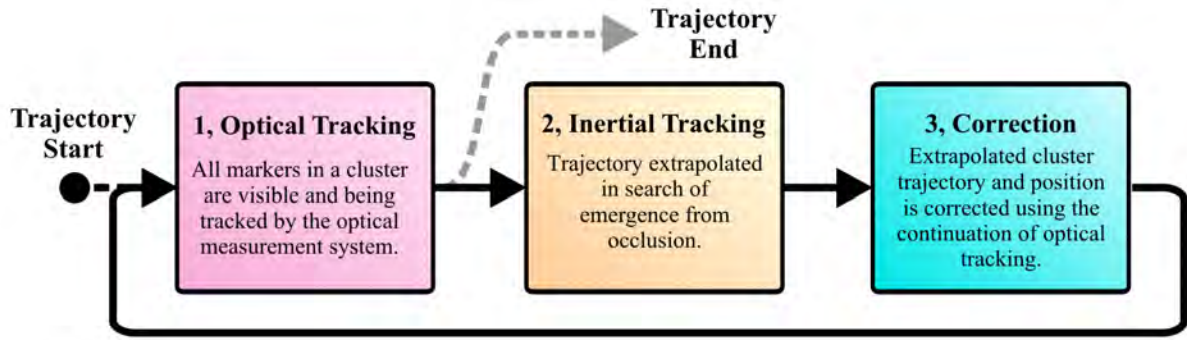 Trajectory
End
Trajectory
Start
1, Optical Tracking
All markers in a cluster
are visible and being
tracked by the optical
measurement system.
2, Inertial Tracking
Trajectory extrapolated
in search of
emergence from
occlusion.
3, Correction
Extrapolated cluster
trajectory and position
is corrected using the
continuation of optical
tracking.